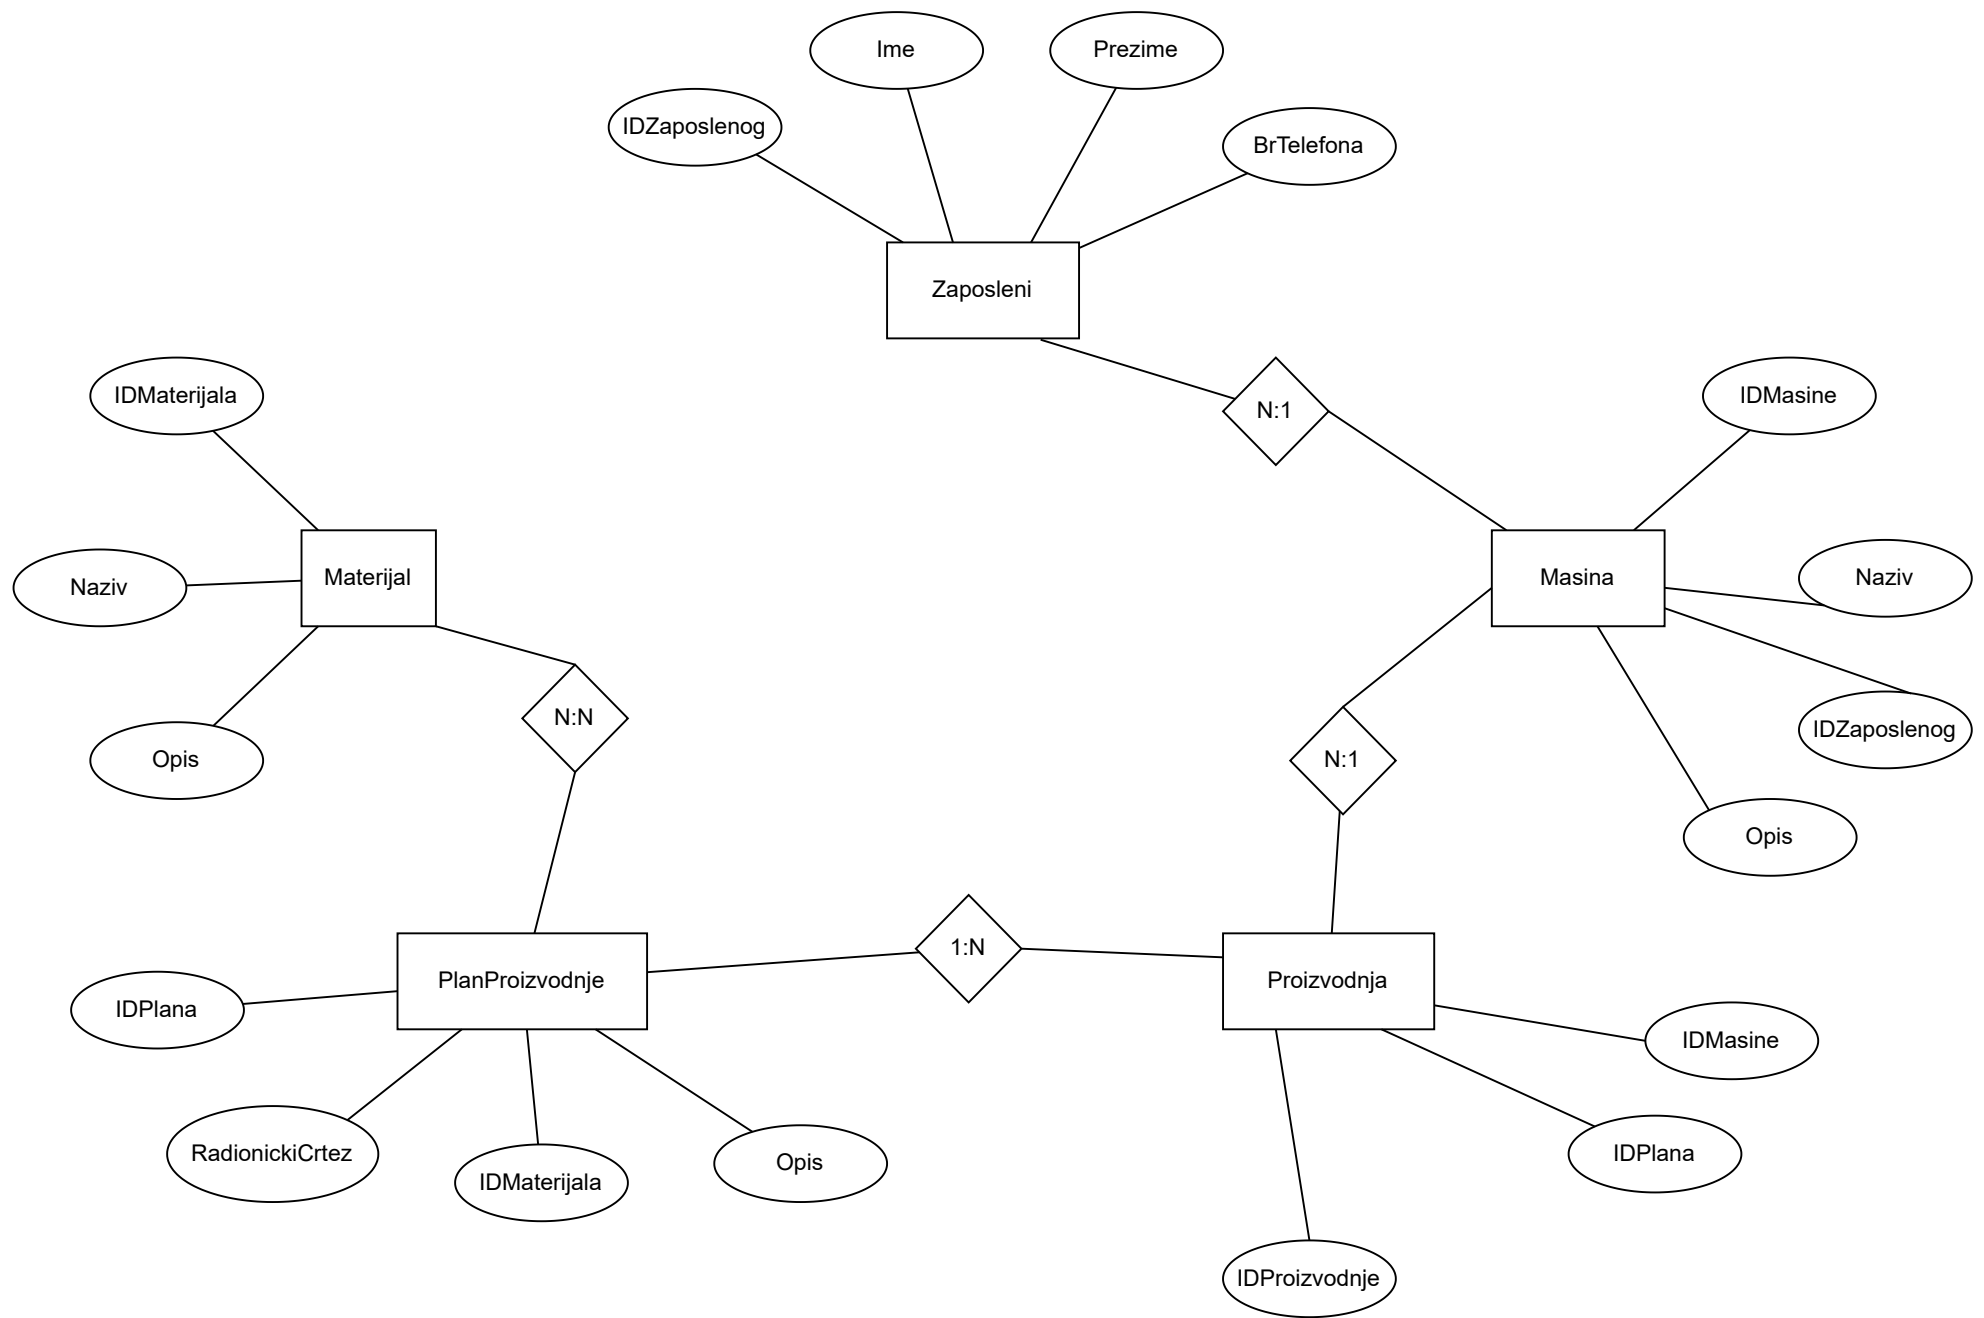 Ime
Prezime
IDZaposlenog
BrTelefona
Zaposleni
IDMaterijala
N:1
IDMasine
Naziv
Materijal
Masina
Naziv
Opis
N:N
N:1
IDZaposlenog
Opis
PlanProizvodnje
1:N
Proizvodnja
IDPlana
IDMasine
RadionickiCrtez
IDMaterijala
Opis
IDPlana
IDProizvodnje